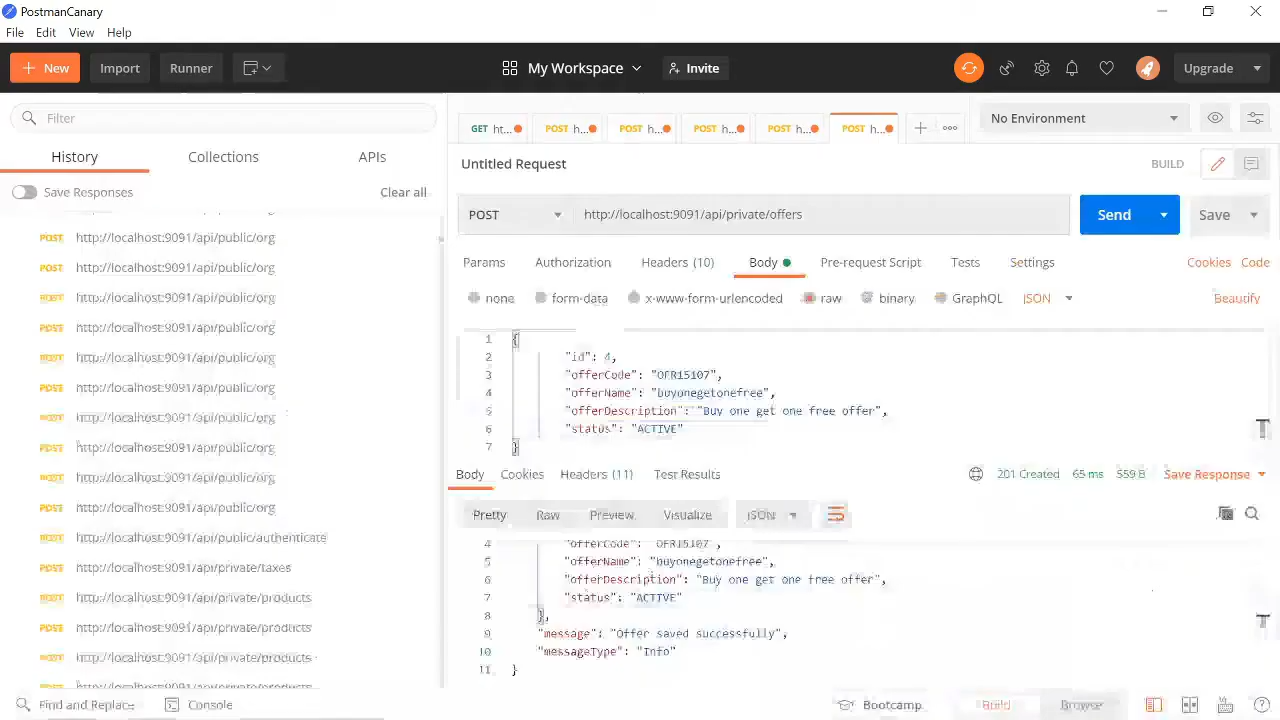 PostmanCanary
File Edit View Help
New Import Runner My Workspace Invite Upgrade
Filter
History Collections APIs
Save Responses Clear all
POST http://localhost:9091/api/public/org
POST http://localhost:9091/api/public/org
POST http://localhost:9091/api/public/org
POST http://localhost:9091/api/public/org
POST http://localhost:9091/api/public/org
POST http://localhost:9091/api/public/org
POST http://localhost:9091/api/public/org
POST http://localhost:9091/api/public/org
POST http://localhost:9091/api/public/org
POST http://localhost:9091/api/public/org
POST http://localhost:9091/api/public/authenticate
POST http://localhost:9091/api/private/taxes
POST http://localhost:9091/api/private/products
POST http://localhost:9091/api/private/products
POST http://localhost:9091/api/private/products
http://localhost:9091/api/private/products
GET ht... POST h... POST h... POST h... POST h... POST h... No Environment
Untitled Request BUILD
POST http://localhost:9091/api/private/offers Send Save
Params Authorization Headers (10) Body Pre-request Script Tests Settings Cookies Code
none form-data x-www-form-urlencoded raw binary GraphQL JSON Beautify
1 {
2 "id": 4,
3 "offerCode": "OFR15107",
4 "offerName": "buyonegetonefree",
5 "offerDescription": "Buy one get one free offer",
6 "status": "ACTIVE"
7 }
Body Cookies Headers (11) Test Results 201 Created 65 ms 559 B Save Response
Pretty Raw Preview Visualize JSON
4 "offerCode": "OFR15107",
5 "offerName": "buyonegetonefree",
6 "offerDescription": "Buy one get one free offer",
7 "status": "ACTIVE"
8 },
9 "message": "Offer saved successfully",
10 "messageType": "Info"
11 }
Find and Replace Console Bootcamp Build Browse